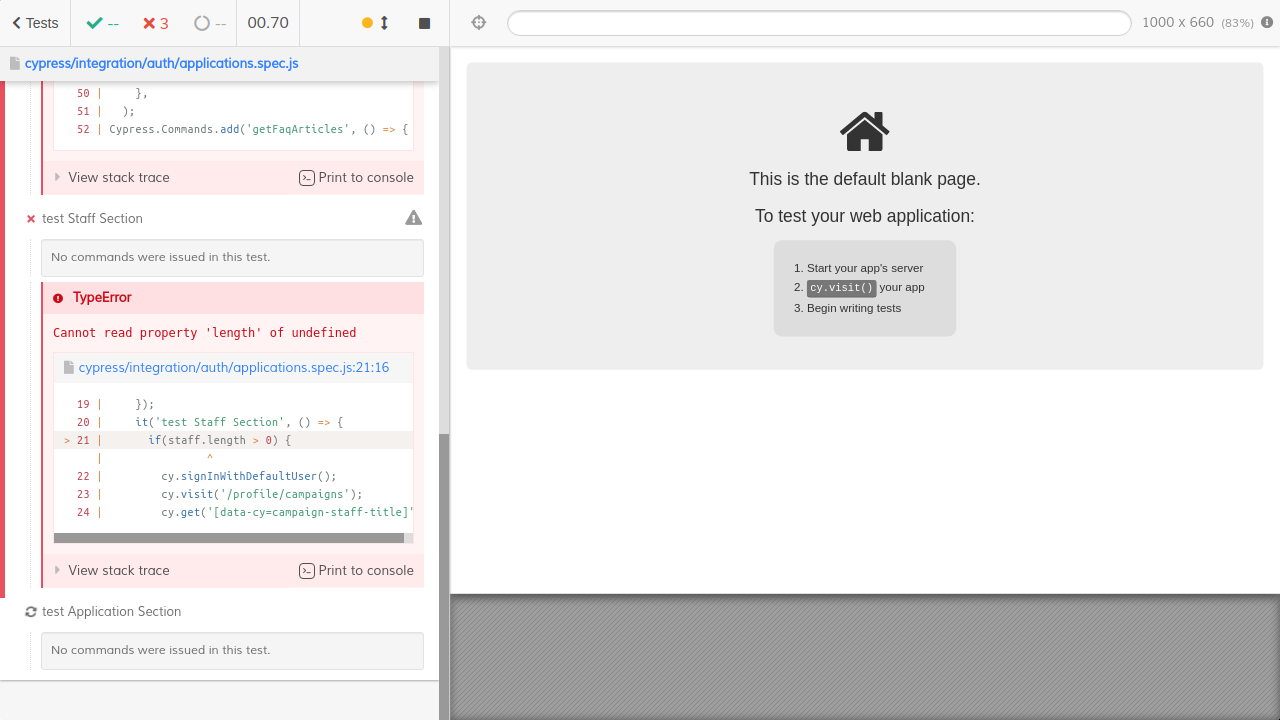 Tests
--
3
--
00.70
1000 x 660 (83%)
cypress/integration/auth/applications.spec.js
50 | },
51 | );
52 | Cypress.Commands.add('getFaqArticles', () => {
View stack trace
Print to console
test Staff Section
No commands were issued in this test.
TypeError
Cannot read property 'length' of undefined
cypress/integration/auth/applications.spec.js:21:16
19 | });
20 | it('test Staff Section', () => {
> 21 | if(staff.length > 0) {
| ^
22 | cy.signInWithDefaultUser();
23 | cy.visit('/profile/campaigns');
24 | cy.get('[data-cy=campaign-staff-title]'
View stack trace
Print to console
test Application Section
No commands were issued in this test.
This is the default blank page.
To test your web application:
1. Start your app's server
2. cy.visit() your app
3. Begin writing tests